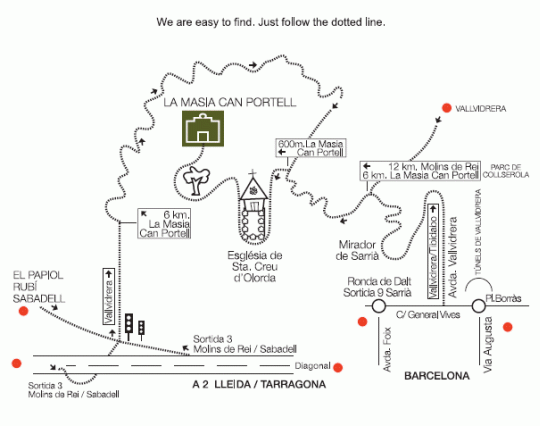 We are easy to find. Just follow the dotted line.
LA MASIA CAN PORTELL
VALLVIDRERA
600m. La Masia
Can Portell
12 km. Molins de Rei
6 km. La Masia Can Portell
PARC DE
COLLSEROLA
6 km.
La Masia
Can Portell
Església de
Sta. Creu
d'Olorda
Mirador
de Sarrià
Vallvidrera/Tibidabo
Avda. Vallvidrera
TÚNELS DE VALLVIDRERA
EL PAPIOL
RUBÍ
SABADELL
Vallvidrera
Ronda de Dalt
Sortida 9 Sarrià
Pl.Borràs
C/ General Vives
Avda. Foix
Via Augusta
Sortida 3
Molins de Rei / Sabadell
Diagonal
Sortida 3
Molins de Rei / Sabadell
A 2 LLEIDA / TARRAGONA
BARCELONA